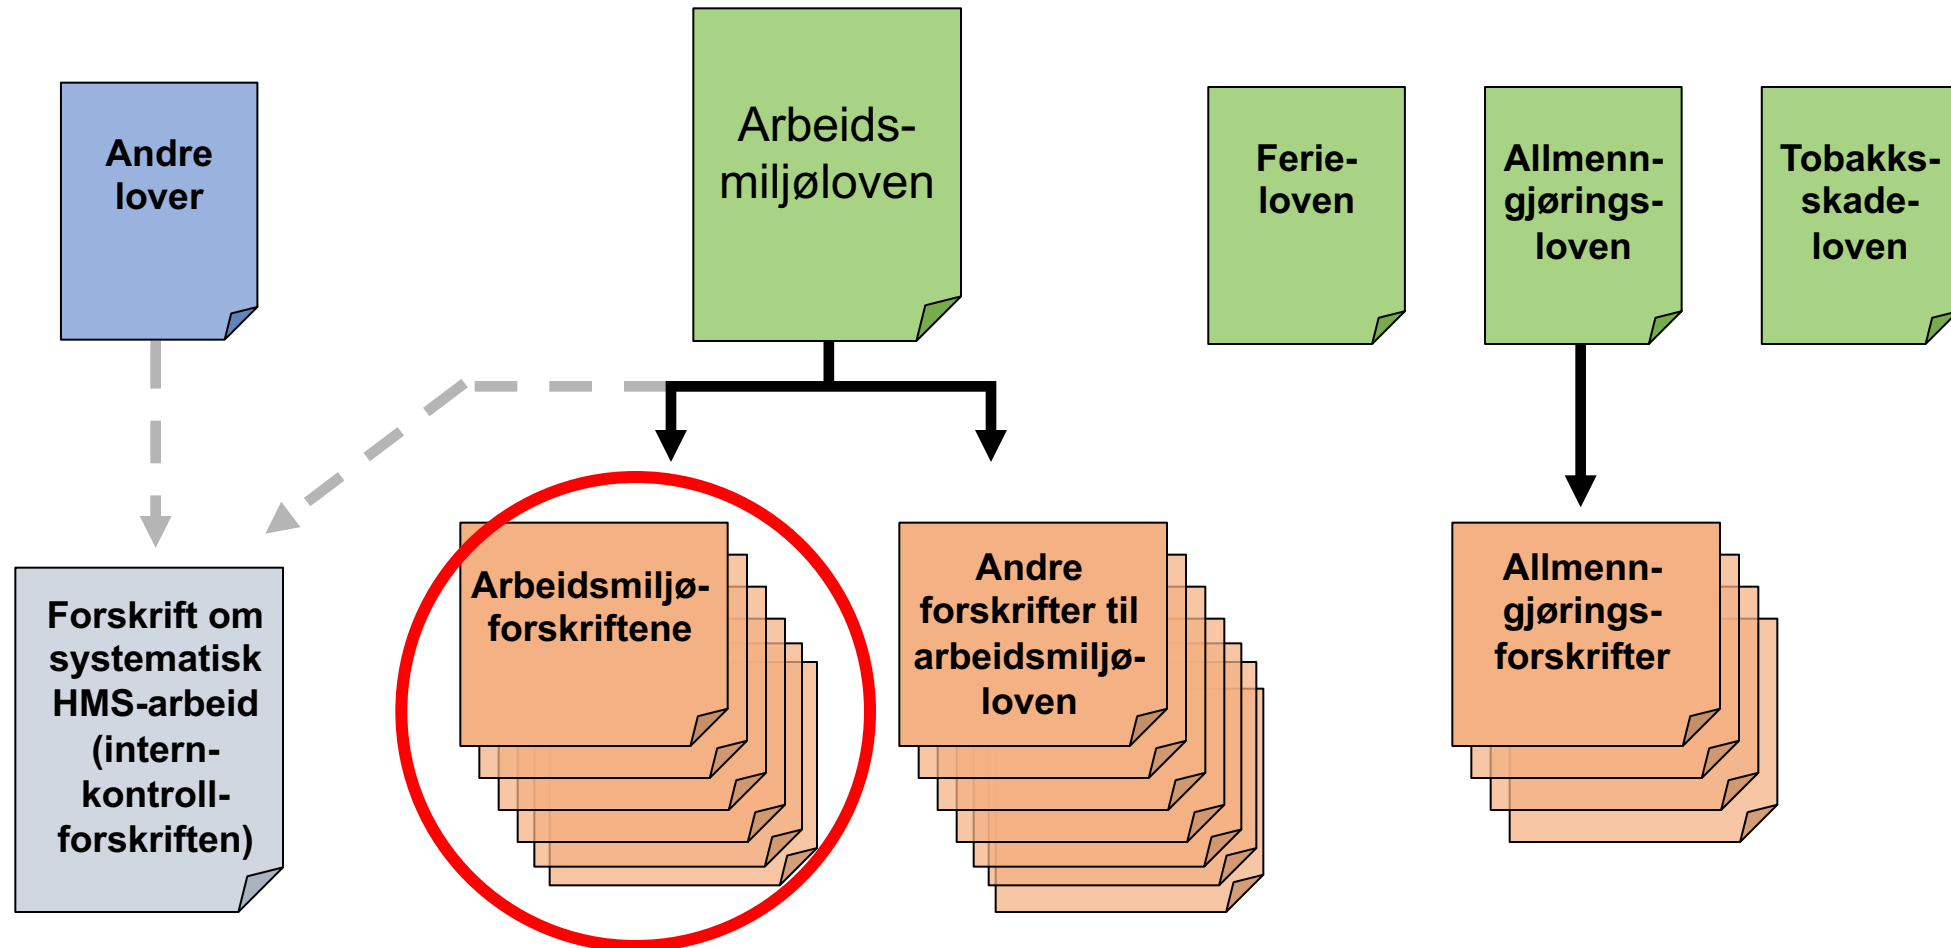 Andre
lover
Arbeids-
miljøloven
Ferie-
loven
Allmenn-
gjørings-
loven
Tobakks-
skade-
loven
Forskrift om
systematisk
HMS-arbeid
(intern-
kontroll-
forskriften)
Arbeidsmiljø-
forskriftene
Andre
forskrifter til
arbeidsmiljø-
loven
Allmenn-
gjørings-
forskrifter